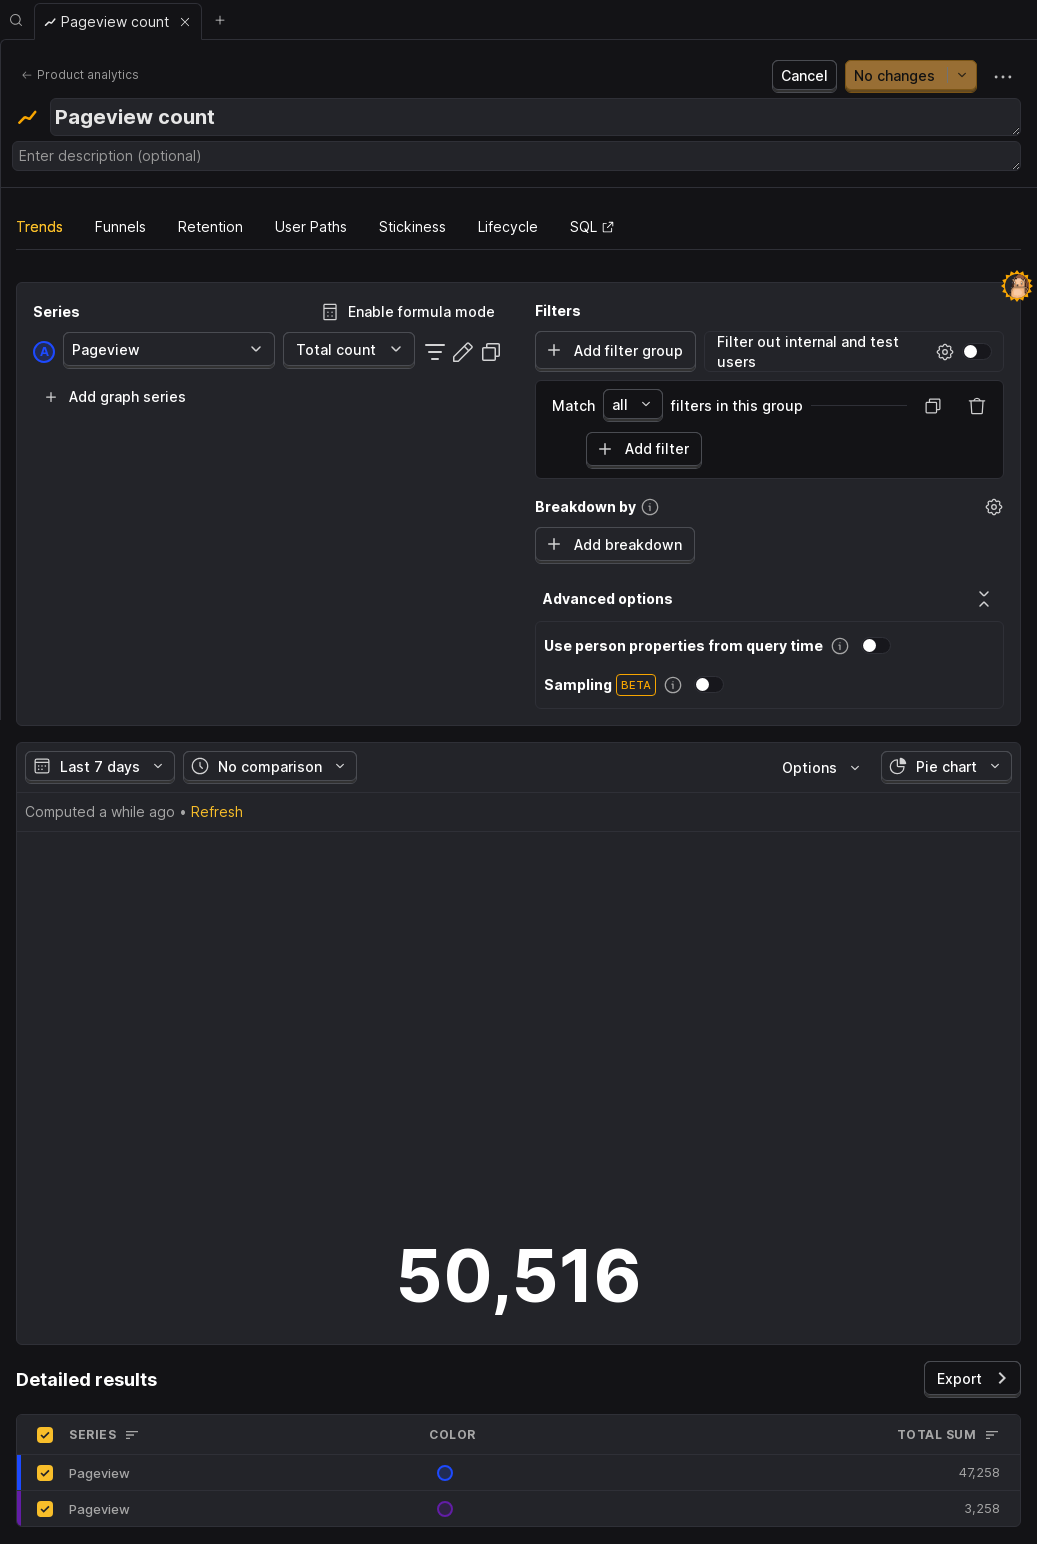 Pageview count
Product analytics
Cancel
No changes
Pageview count
Enter description (optional)
Trends
Funnels
Retention
User Paths
Stickiness
Lifecycle
SQL
Series
Enable formula mode
A
Pageview
Total count
Add graph series
Filters
Add filter group
Filter out internal and test
users
Match
all
filters in this group
Add filter
Breakdown by
Add breakdown
Advanced options
Use person properties from query time
Sampling BETA
Last 7 days
No comparison
Options
Pie chart
Computed a while ago • Refresh
50,516
Detailed results
Export
SERIES
COLOR
TOTAL SUM
Pageview
47,258
Pageview
3,258